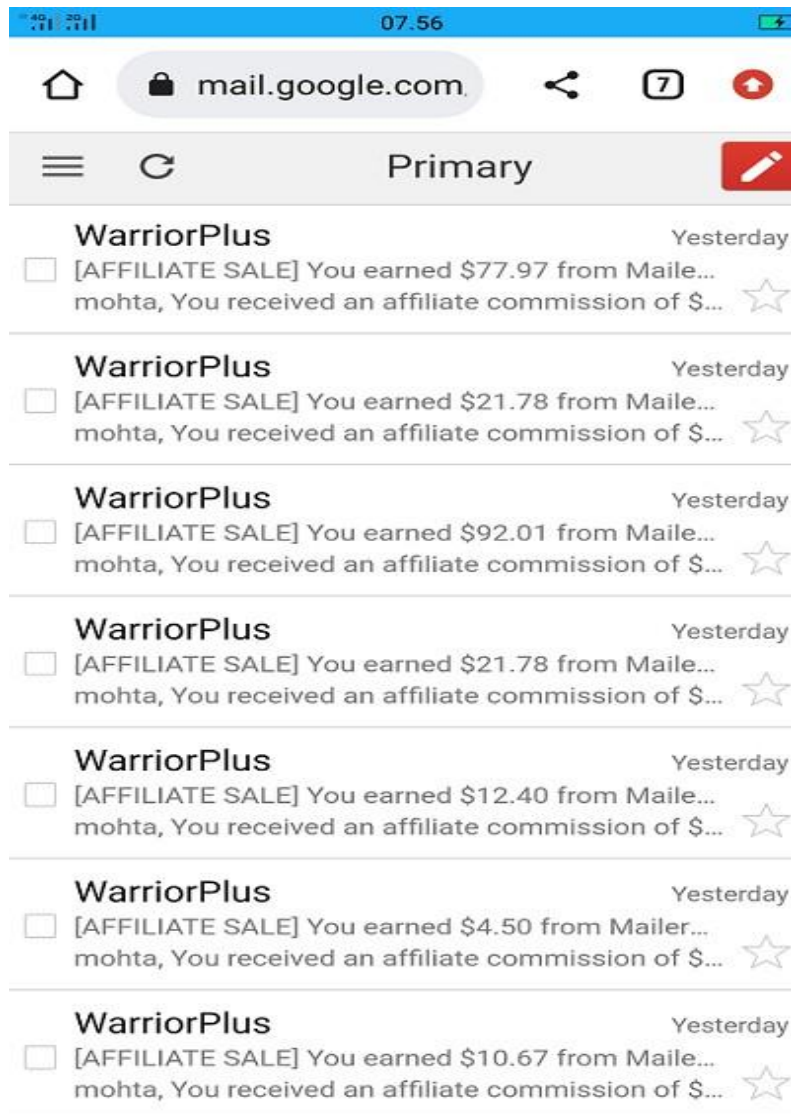 4G 2G
07.56
mail.google.com
7
Primary
WarriorPlus Yesterday
[AFFILIATE SALE] You earned $77.97 from Maile...
mohta, You received an affiliate commission of $...
WarriorPlus Yesterday
[AFFILIATE SALE] You earned $21.78 from Maile...
mohta, You received an affiliate commission of $...
WarriorPlus Yesterday
[AFFILIATE SALE] You earned $92.01 from Maile...
mohta, You received an affiliate commission of $...
WarriorPlus Yesterday
[AFFILIATE SALE] You earned $21.78 from Maile...
mohta, You received an affiliate commission of $...
WarriorPlus Yesterday
[AFFILIATE SALE] You earned $12.40 from Maile...
mohta, You received an affiliate commission of $...
WarriorPlus Yesterday
[AFFILIATE SALE] You earned $4.50 from Mailer...
mohta, You received an affiliate commission of $...
WarriorPlus Yesterday
[AFFILIATE SALE] You earned $10.67 from Maile...
mohta, You received an affiliate commission of $...